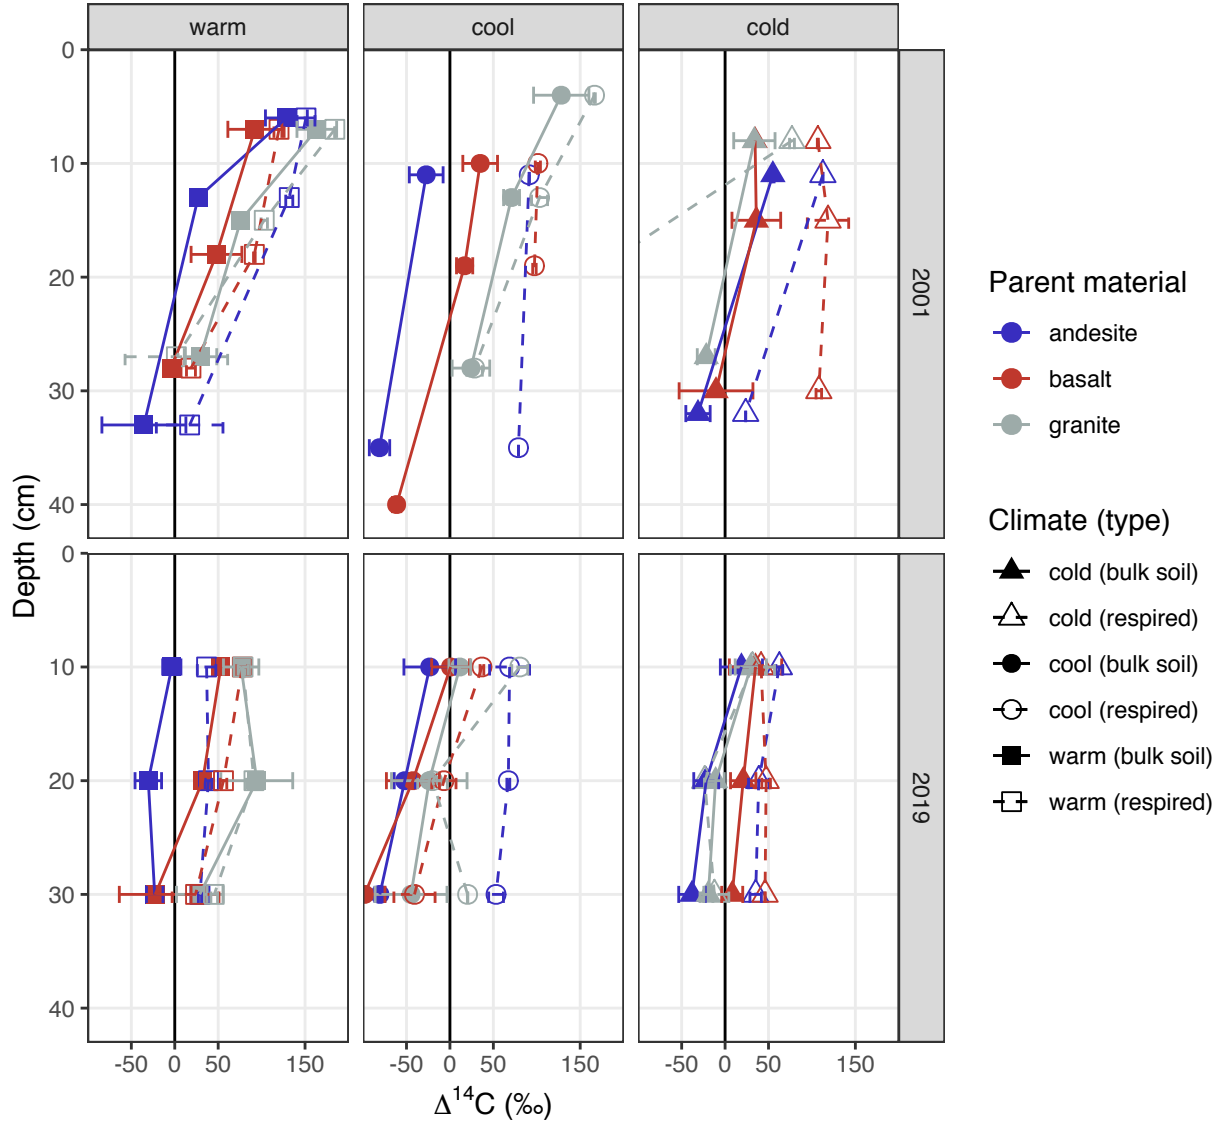 warm cool cold
0
10
20
30
40
2001
0
10
20
30
40
2019
Depth (cm)
-50 0 50 150 -50 0 50 150 -50 0 50 150
Δ14C (‰)
Parent material
andesite
basalt
granite
Climate (type)
cold (bulk soil)
cold (respired)
cool (bulk soil)
cool (respired)
warm (bulk soil)
warm (respired)